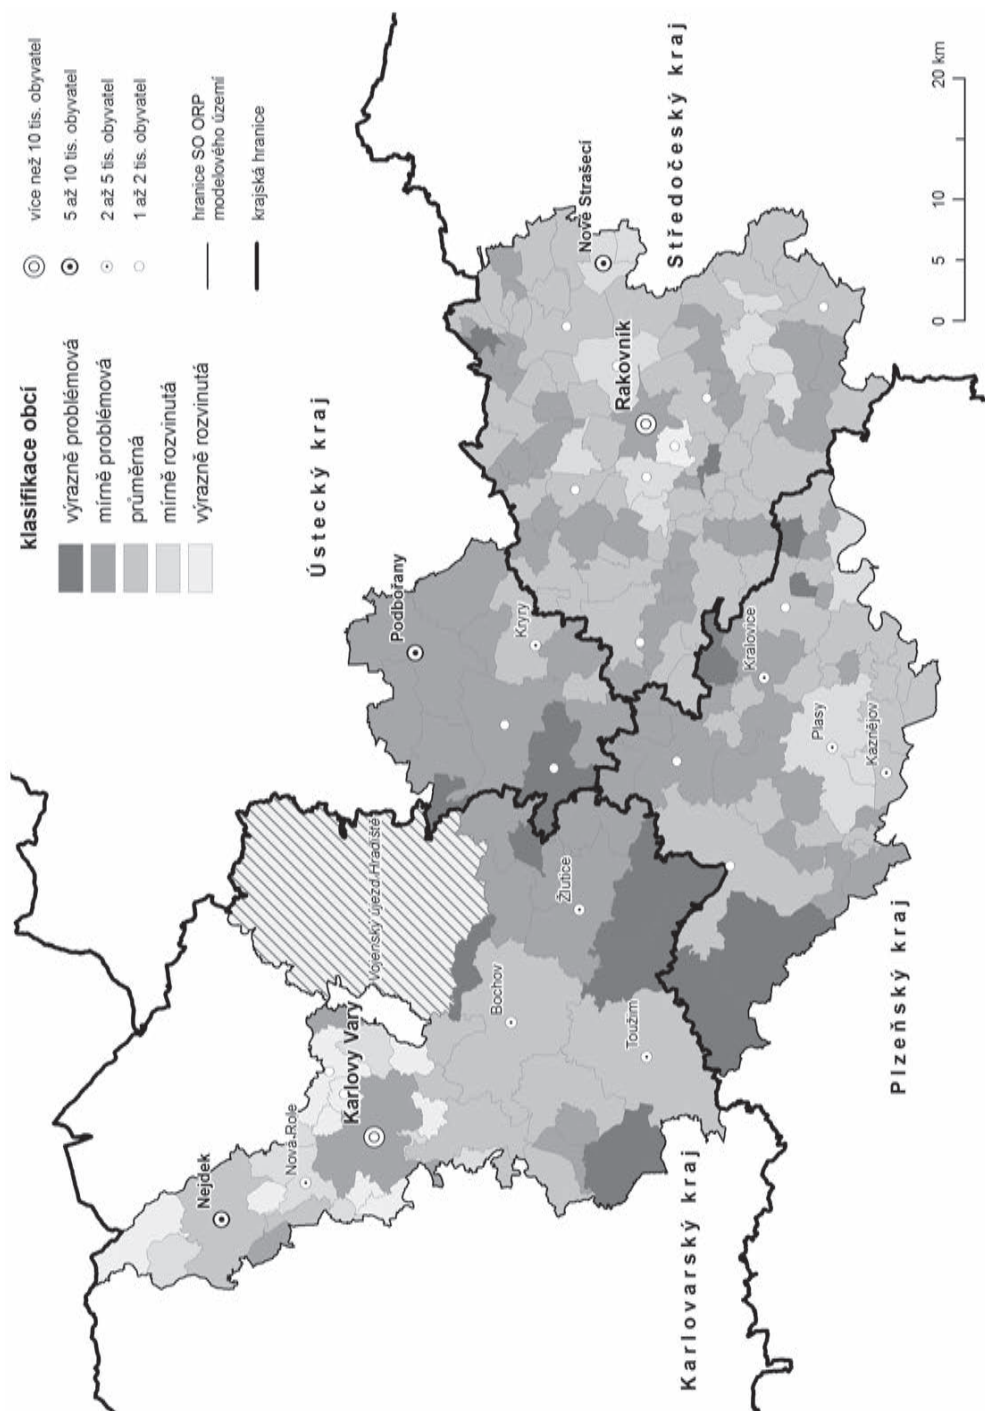 klasifikace obcí
výrazně problémová
mírně problémová
průměrná
mírně rozvinutá
výrazně rozvinutá
více než 10 tis. obyvatel
5 až 10 tis. obyvatel
2 až 5 tis. obyvatel
1 až 2 tis. obyvatel
hranice SO ORP
modelového území
krajská hranice
Ústecký kraj
Středočeský kraj
Plzeňský kraj
Karlovarský kraj
Nejdek
Nová Role
Karlovy Vary
Vojenský újezd Hradiště
Bochov
Toužim
Žlutice
Podbořany
Kryry
Kralovice
Plasy
Kaznějov
Rakovník
Nové Strašecí
0 5 10 20 km